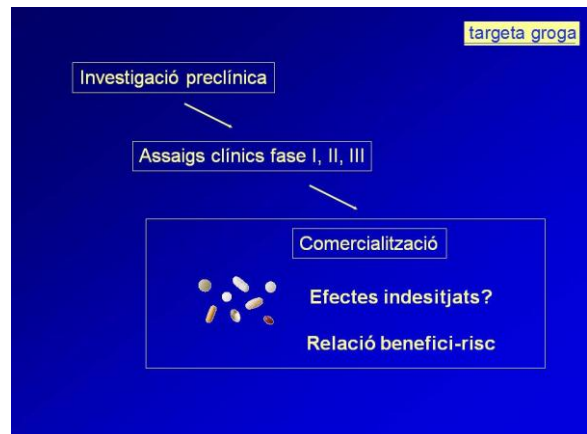 targeta groga
Investigació preclínica
Assaigs clínics fase I, II, III
Comercialització
Efectes indesitjats?
Relació benefici-risc